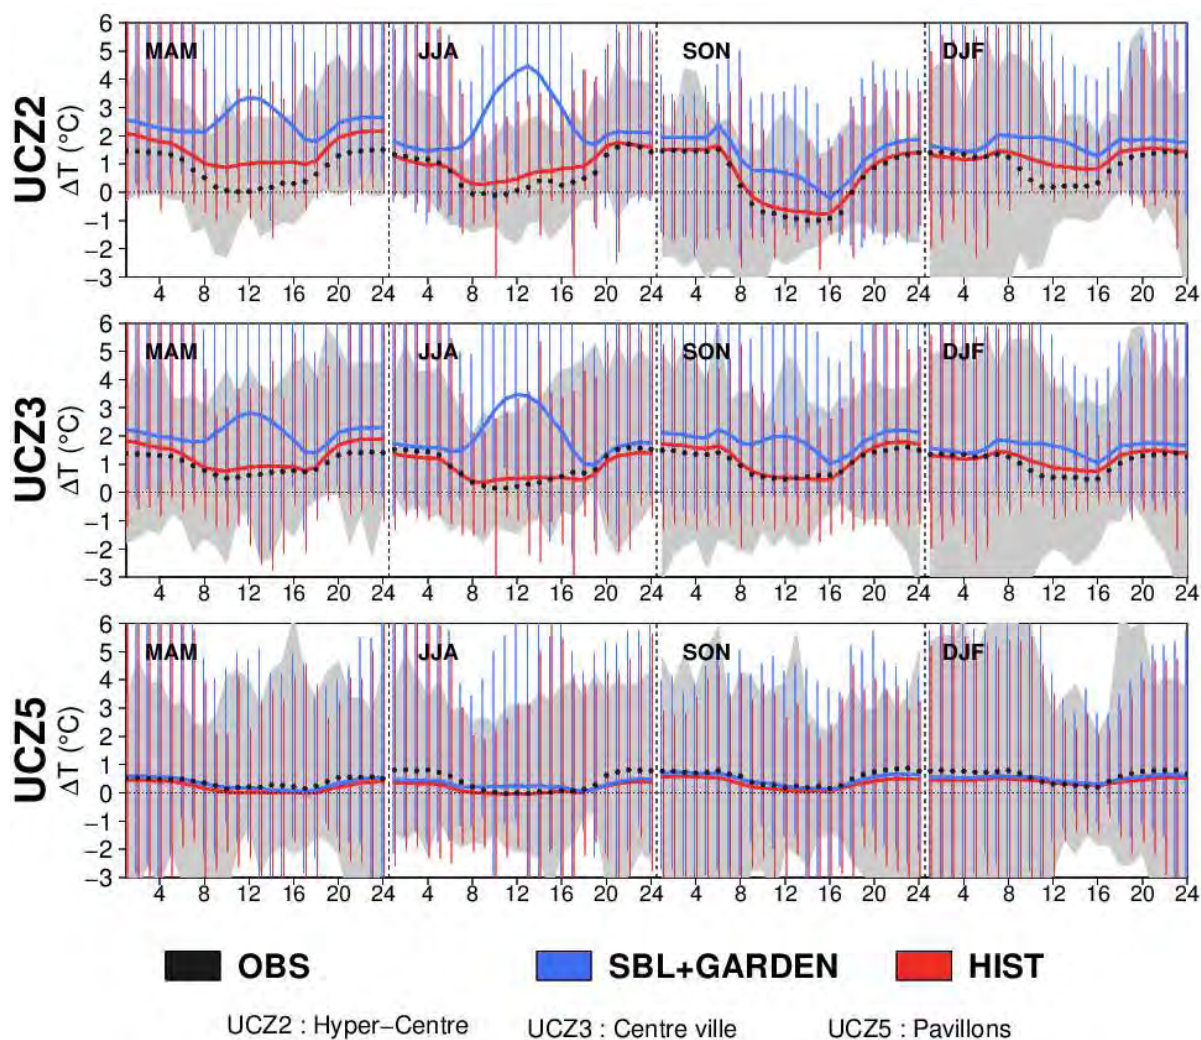 UCZ2
ΔT (°C)
6
5
4
3
2
1
0
−1
−2
−3
MAM JJA SON DJF
4 8 12 16 20 24 4 8 12 16 20 24 4 8 12 16 20 24 4 8 12 16 20 24
UCZ3
ΔT (°C)
6
5
4
3
2
1
0
−1
−2
−3
MAM JJA SON DJF
4 8 12 16 20 24 4 8 12 16 20 24 4 8 12 16 20 24 4 8 12 16 20 24
UCZ5
ΔT (°C)
6
5
4
3
2
1
0
−1
−2
−3
MAM JJA SON DJF
4 8 12 16 20 24 4 8 12 16 20 24 4 8 12 16 20 24 4 8 12 16 20 24
OBS SBL+GARDEN HIST
UCZ2 : Hyper−Centre UCZ3 : Centre ville UCZ5 : Pavillons